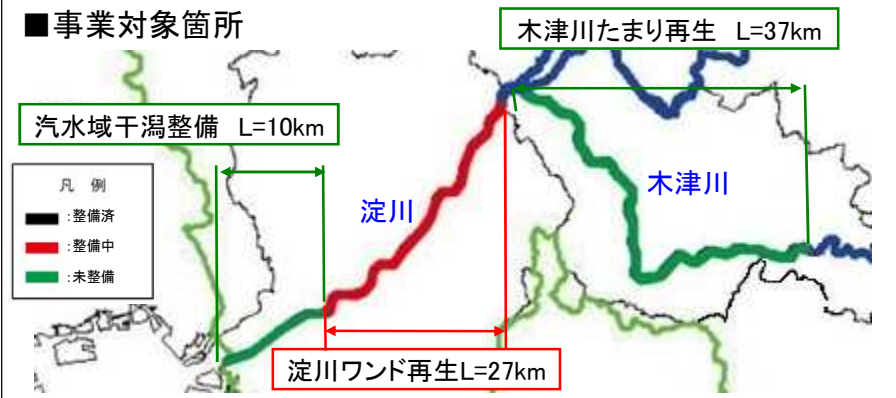 ■事業対象箇所
木津川たまり再生 L=37km
汽水域干潟整備 L=10km
凡 例
:整備済
:整備中
:未整備
淀川
木津川
淀川ワンド再生L=27km